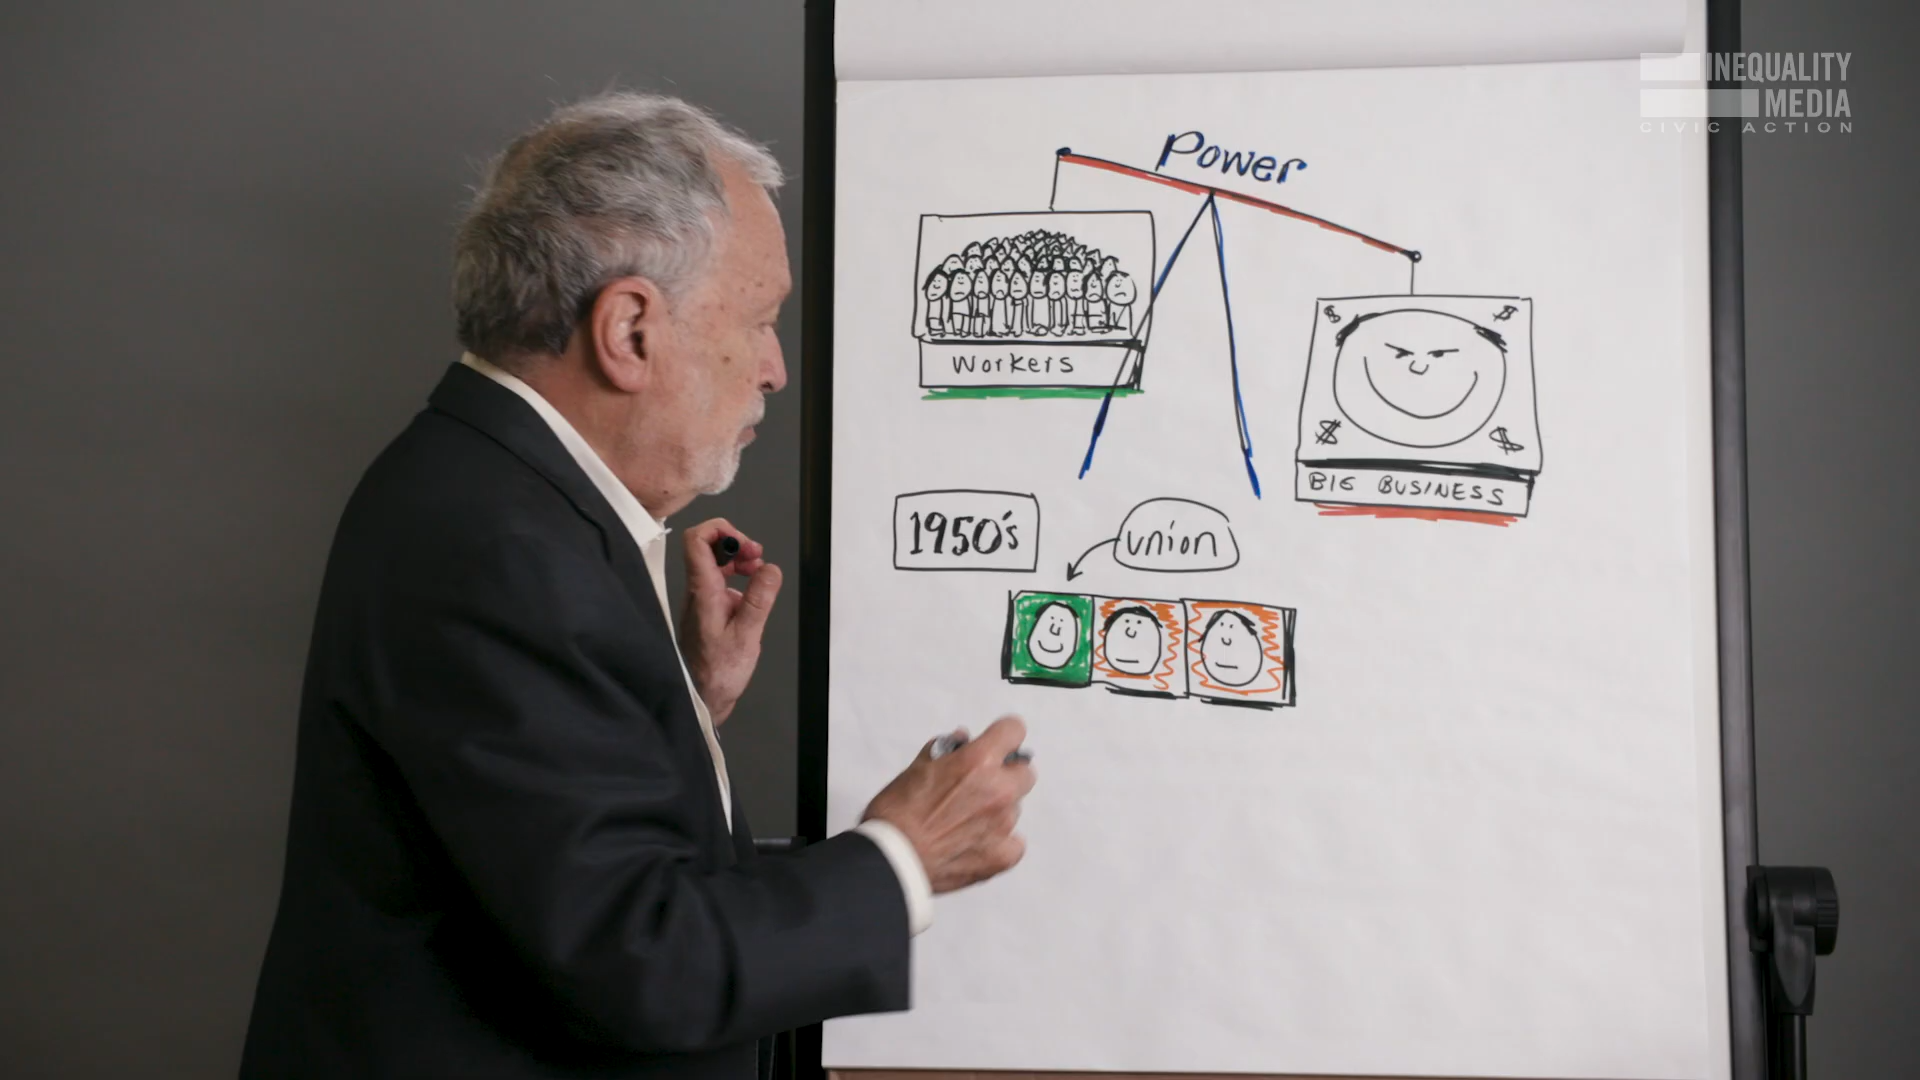 INEQUALITY
MEDIA
CIVIC ACTION
Power
Workers
$ $
$ $
BIG BUSINESS
1950's
union